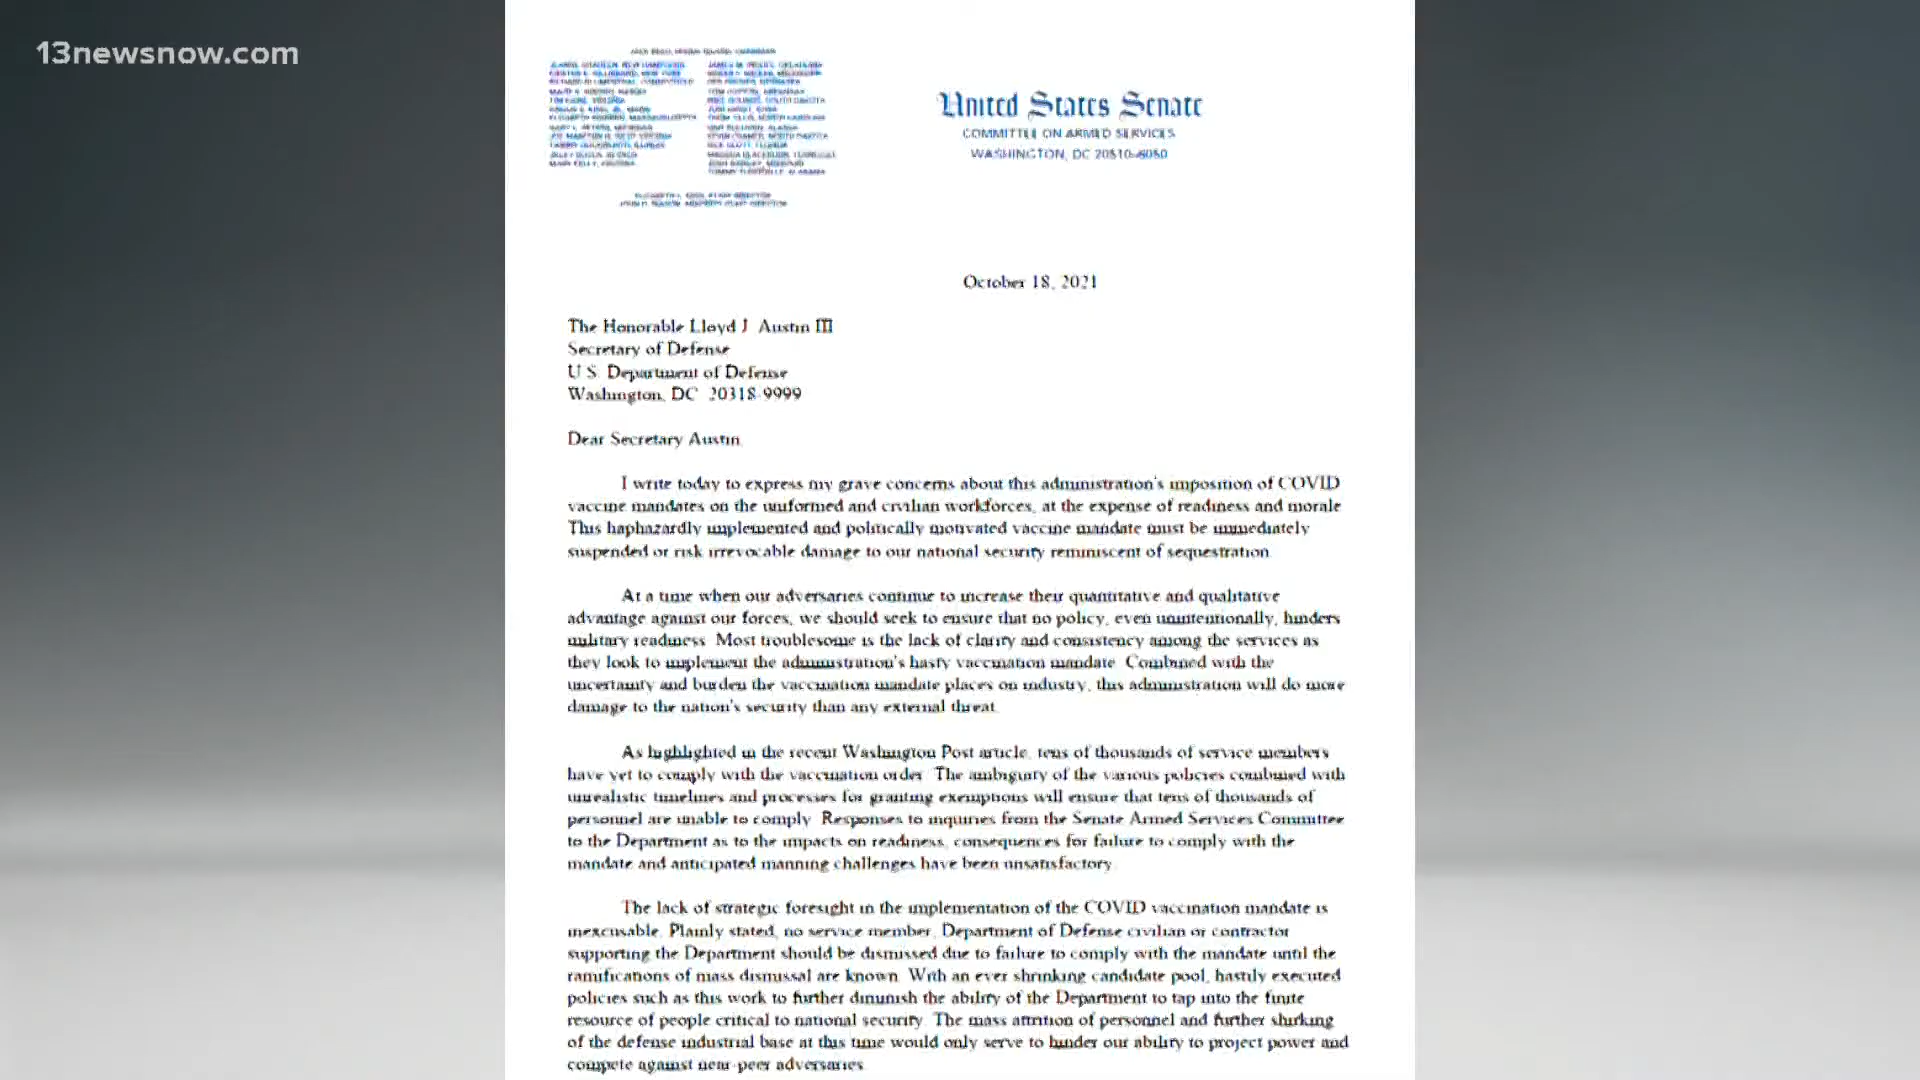 13newsnow.com
United States Senate
COMMITTEE ON ARMED SERVICES
WASHINGTON, DC 20510-6050
October 18, 2021
The Honorable Lloyd J. Austin III
Secretary of Defense
U.S. Department of Defense
Washington, DC 20318-9999
Dear Secretary Austin
I write today to express my grave concerns about this administration's imposition of COVID
vaccine mandates on the uniformed and civilian workforces, at the expense of readiness and morale
This haphazardly implemented and politically motivated vaccine mandate must be immediately
suspended or risk irrevocable damage to our national security reminiscent of sequestration
At a time when our adversaries continue to increase their quantitative and qualitative
advantage against our forces, we should seek to ensure that no policy, even unintentionally, hinders
military readiness. Most troublesome is the lack of clarity and consistency among the services as
they look to implement the administration's hasty vaccination mandate. Combined with the
uncertainty and burden the vaccination mandate places on industry, this administration will do more
damage to the nation's security than any external threat.
As highlighted in the recent Washington Post article, tens of thousands of service members
have yet to comply with the vaccination order. The ambiguity of the various policies combined with
unrealistic timelines and processes for granting exemptions will ensure that tens of thousands of
personnel are unable to comply. Responses to inquiries from the Senate Armed Services Committee
to the Department as to the impacts on readiness, consequences for failure to comply with the
mandate and anticipated manning challenges have been unsatisfactory.
The lack of strategic foresight in the implementation of the COVID vaccination mandate is
inexcusable. Plainly stated, no service member, Department of Defense civilian or contractor
supporting the Department should be dismissed due to failure to comply with the mandate until the
ramifications of mass dismissal are known. With an ever shrinking candidate pool, hastily executed
policies such as this work to further diminish the ability of the Department to tap into the finite
resource of people critical to national security. The mass attrition of personnel and further shirking
of the defense industrial base at this time would only serve to hinder our ability to project power and
compete against near-peer adversaries.